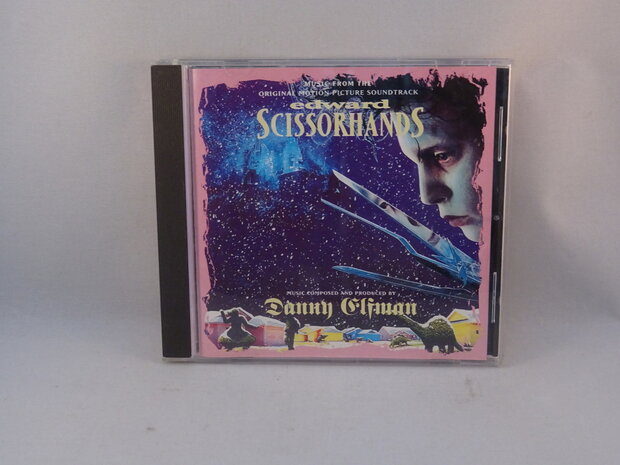 MUSIC FROM THE
ORIGINAL MOTION PICTURE SOUNDTRACK
edward
SCISSORHANDS
MUSIC COMPOSED AND PRODUCED BY
Danny Elfman